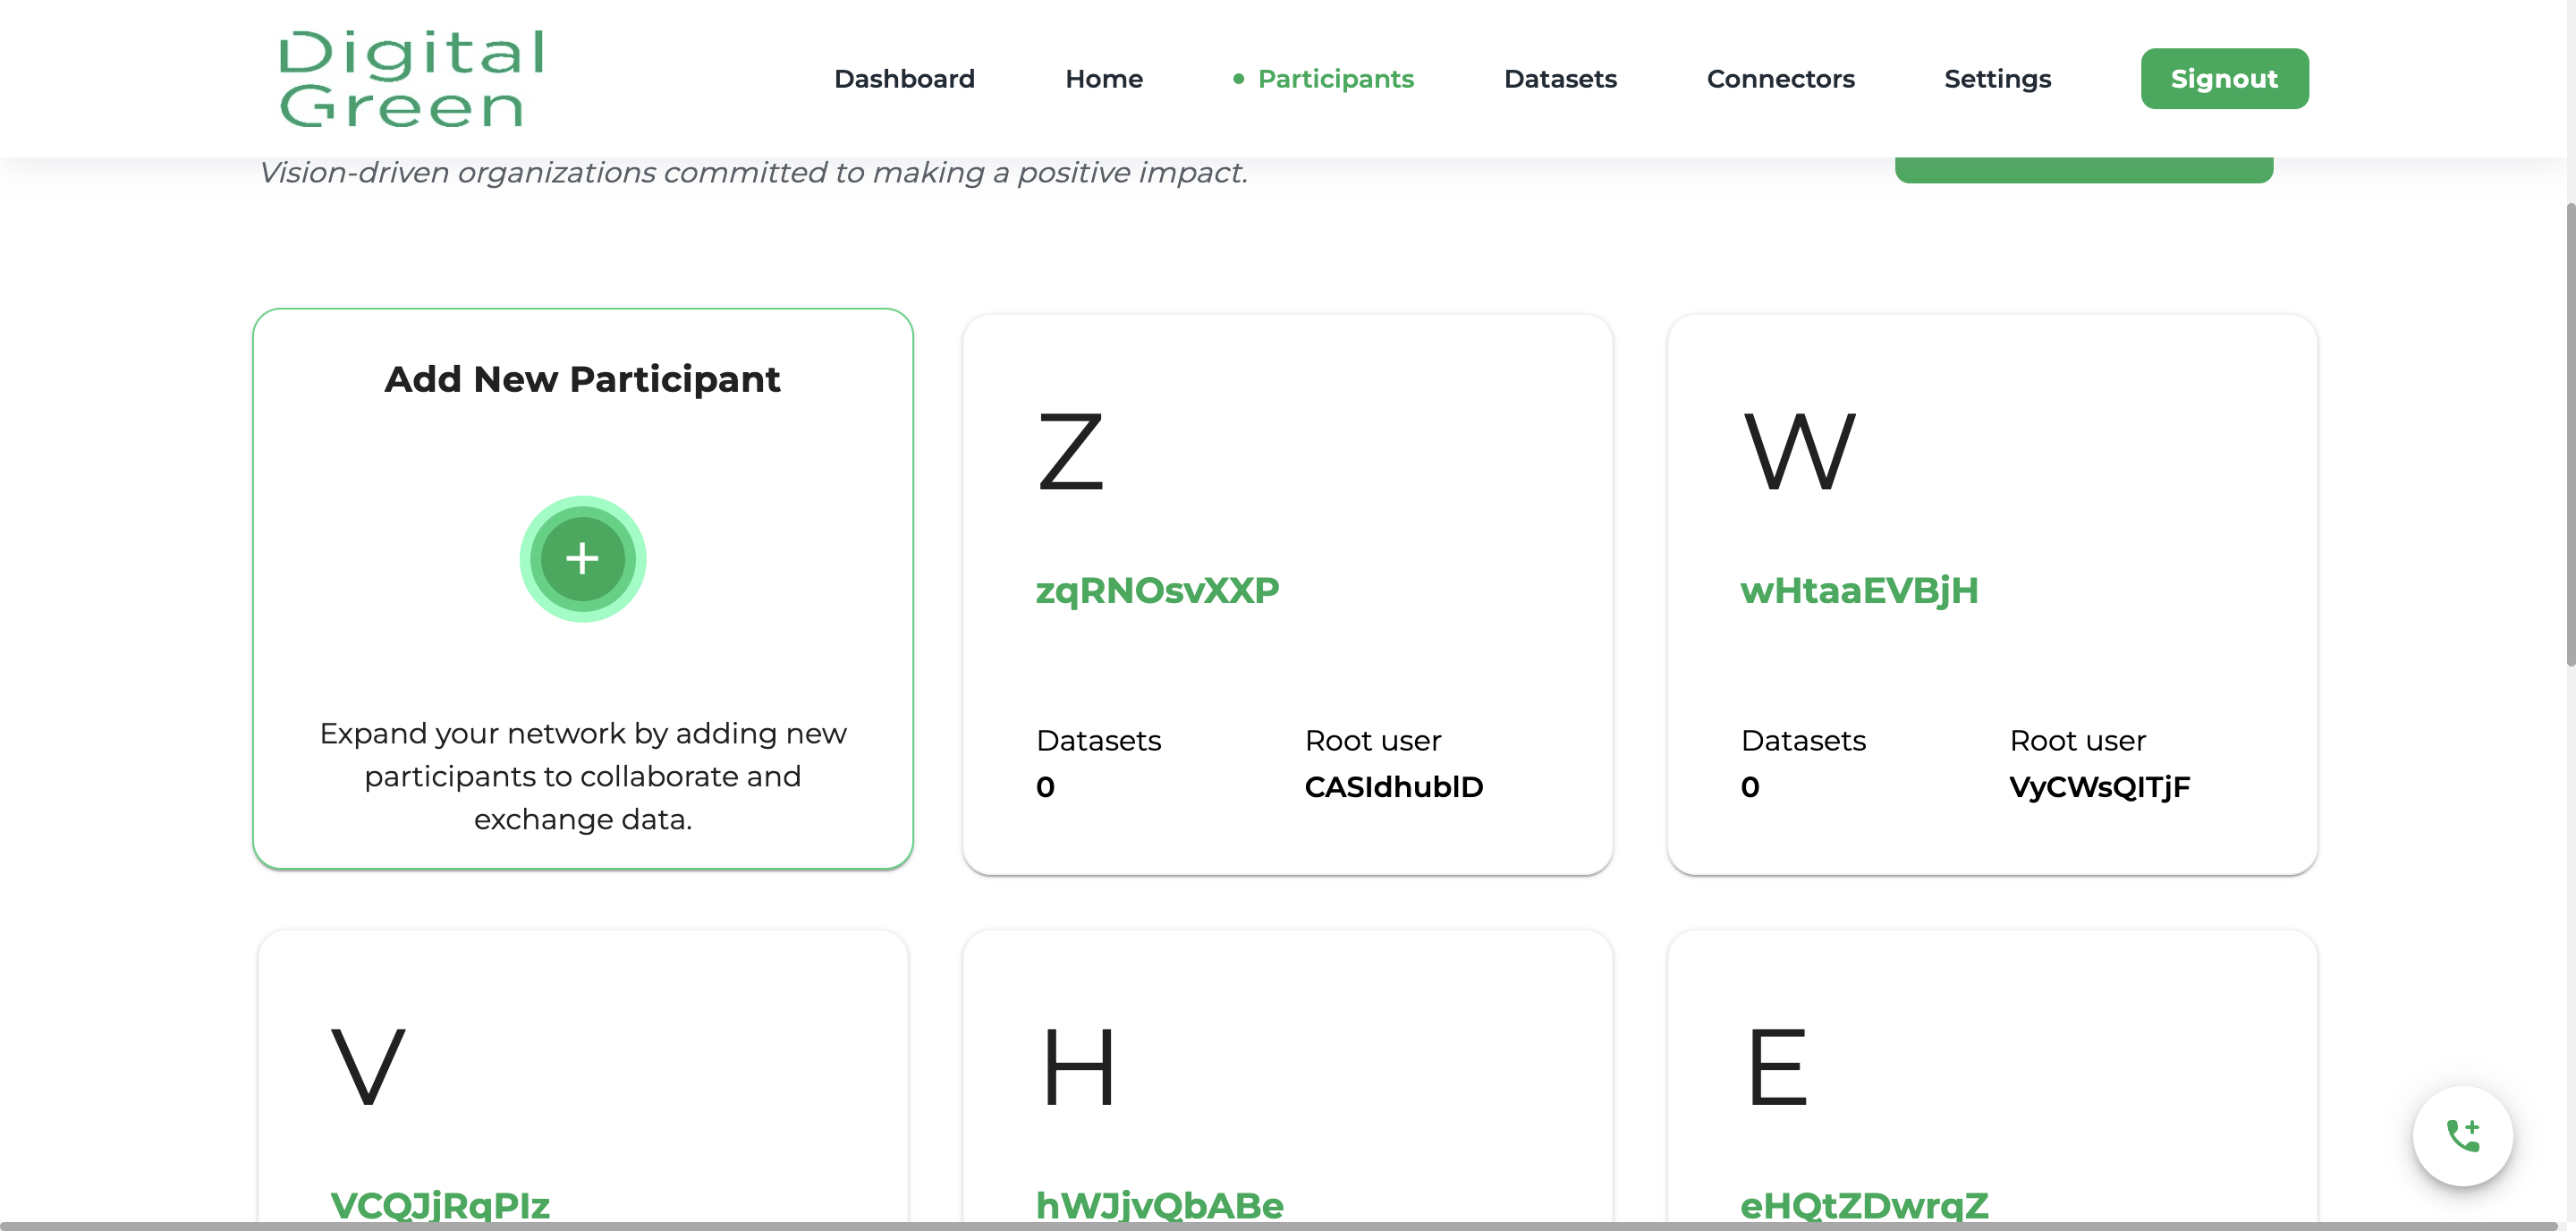 Digital
Green
Dashboard
Home
Participants
Datasets
Connectors
Settings
Signout
Vision-driven organizations committed to making a positive impact.
Add New Participant
Expand your network by adding new
participants to collaborate and
exchange data.
Z
zqRNOsvXXP
Datasets
Root user
0
CASIdhublD
W
wHtaaEVBjH
Datasets
Root user
0
VyCWsQITjF
V
VCQJjRqPIz
H
hWJjvQbABe
E
eHQtZDwrqZ